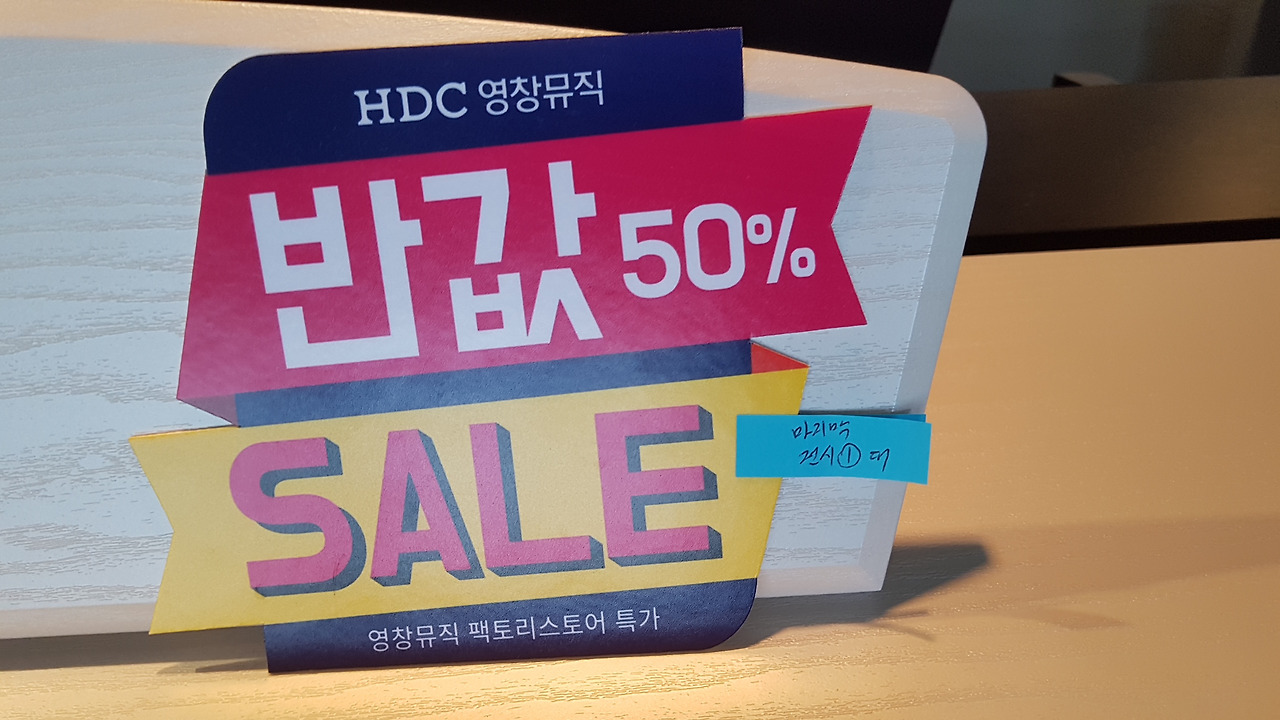 HDC 영창뮤직
반값 50%
SALE
마지막
전시① 대
영창뮤직 팩토리스토어 특가